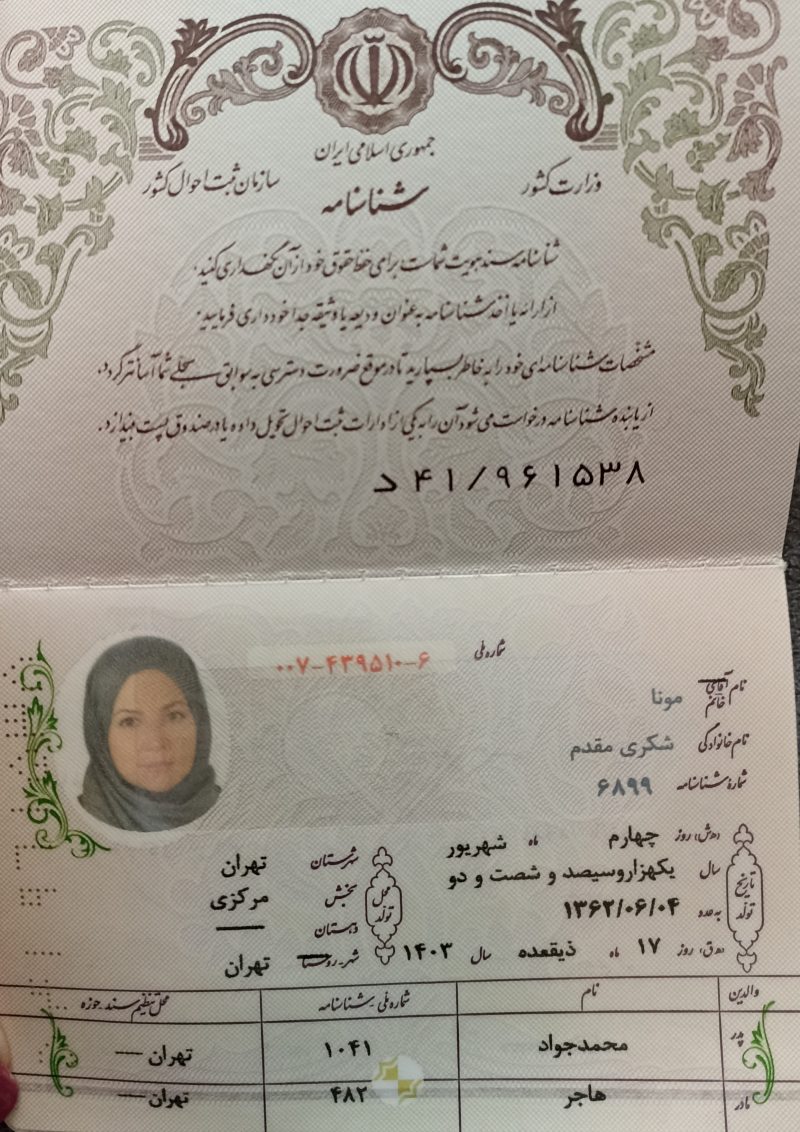 جمهوری اسلامی ایران
وزارت کشور
سازمان ثبت احوال کشور
شناسنامه
شناسنامه سند هویت شماست برای حفظ حقوق خود از آن نگهداری کنید.
از ارائه یا اخذ شناسنامه به عنوان ودیعه یا وثیقه جداً خودداری فرمایید.
مشخصات شناسنامه‌ای خود را به خاطر بسپارید تا در موقع ضرورت دسترسی به سوابق سجلی شما آسانتر گردد.
از یابنده شناسنامه درخواست می شود آن را به یکی از ادارات ثبت احوال تحویل داده یا در صندوق پست بیندازد.
د ۴۱/۹۶۱۵۳۸
شماره ملی ۰۰۷-۴۳۹۵۱۰-۶
نام آقای خانم مونا
نام خانوادگی شکری مقدم
شمارهٔ شناسنامه ۶۸۹۹
تاریخ تولد
(ه‍.ش) روز چهارم ماه شهریور
سال یکهزاروسیصد و شصت و دو
به عدد ۱۳۶۲/۰۶/۰۴
(ه‍.ق) روز ۱۷ ماه ذیقعده سال ۱۴۰۳
محل تولد
شهرستان تهران
بخش مرکزی
دهستان ——
شهر-روستا تهران
والدین نام شماره ملی-شناسنامه محل تنظیم سند-حوزه
پدر محمدجواد ۱۰۴۱ تهران —
مادر هاجر ۴۸۲ تهران —